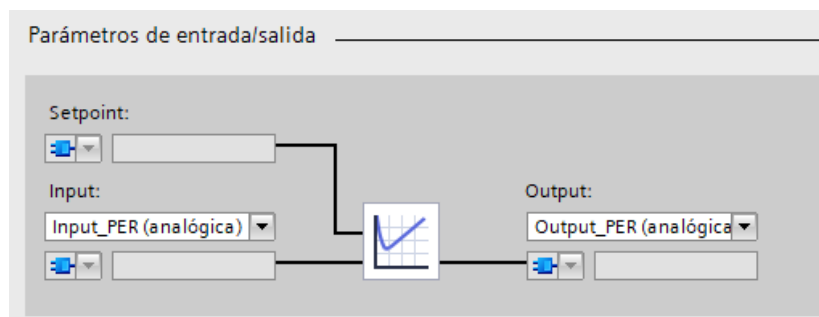 Parámetros de entrada/salida
Setpoint:
Input:
Output:
Input_PER (analógica)
Output_PER (analógica